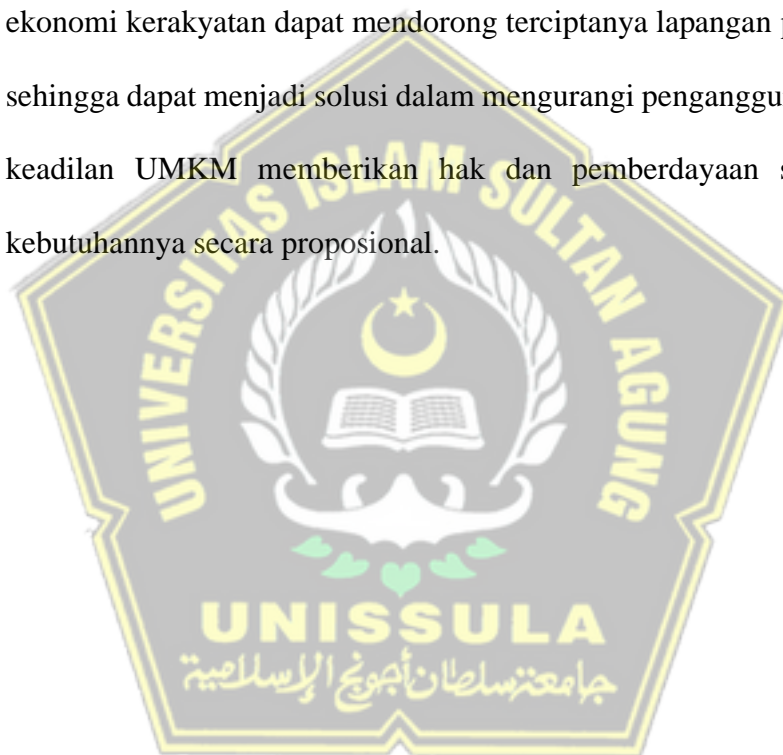 ekonomi kerakyatan dapat mendorong terciptanya lapangan
sehingga dapat menjadi solusi dalam mengurangi
keadilan UMKM memberikan hak dan pemberdayaan
kebutuhannya secara proposional.
UNIVERSITAS ISLAM SULTAN AGUNG
UNISSULA
جامعة سلطان أجونج الإسلامية